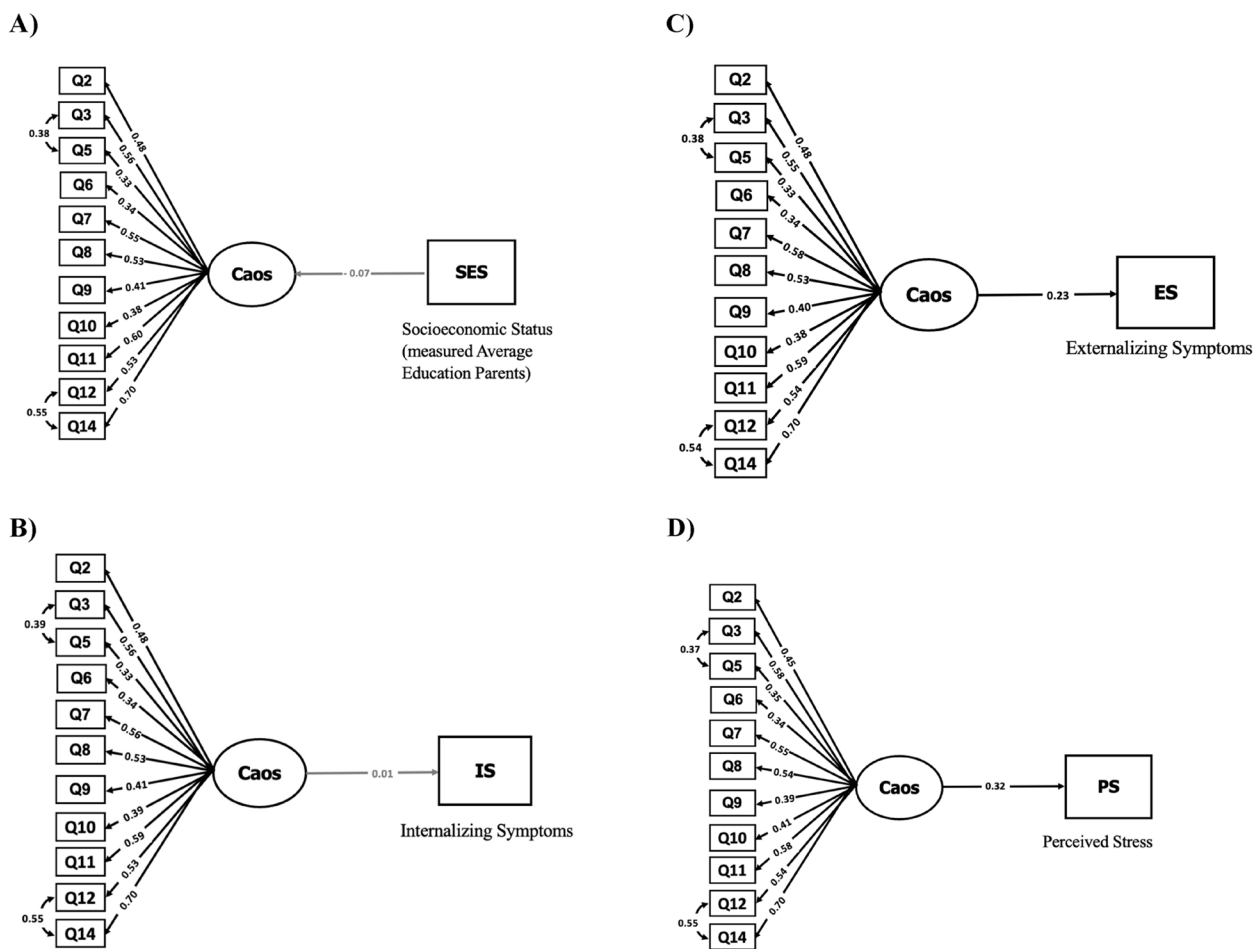 A)
Q2
Q3
Q5
Q6
Q7
Q8
Q9
Q10
Q11
Q12
Q14
0.38
0.55
0.48
0.56
0.33
0.34
0.55
0.53
0.41
0.38
0.60
0.53
0.70
Caos
- 0.07
SES
Socioeconomic Status
(measured Average
Education Parents)
B)
Q2
Q3
Q5
Q6
Q7
Q8
Q9
Q10
Q11
Q12
Q14
0.39
0.55
0.48
0.56
0.33
0.34
0.56
0.53
0.41
0.39
0.59
0.53
0.70
Caos
0.01
IS
Internalizing Symptoms
C)
Q2
Q3
Q5
Q6
Q7
Q8
Q9
Q10
Q11
Q12
Q14
0.38
0.54
0.48
0.55
0.33
0.34
0.58
0.53
0.40
0.38
0.59
0.54
0.70
Caos
0.23
ES
Externalizing Symptoms
D)
Q2
Q3
Q5
Q6
Q7
Q8
Q9
Q10
Q11
Q12
Q14
0.37
0.55
0.45
0.58
0.35
0.34
0.55
0.54
0.39
0.41
0.58
0.54
0.70
Caos
0.32
PS
Perceived Stress